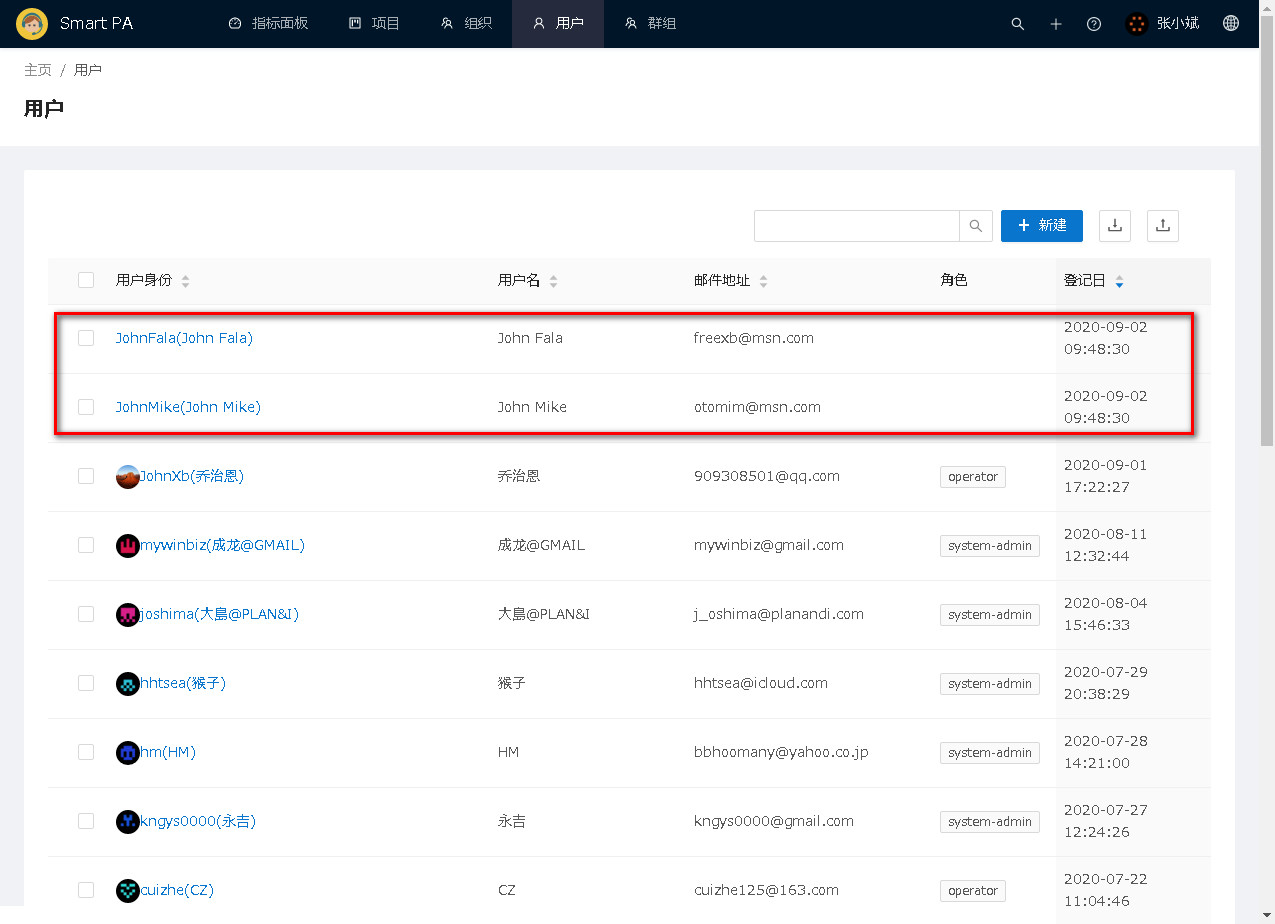 Smart PA 指标面板 项目 组织 用户 群组 张小斌
主页 / 用户
用户
新建
用户身份 用户名 邮件地址 角色 登记日
JohnFala(John Fala) John Fala freexb@msn.com 2020-09-02 09:48:30
JohnMike(John Mike) John Mike otomim@msn.com 2020-09-02 09:48:30
JohnXb(乔治恩) 乔治恩 909308501@qq.com operator 2020-09-01 17:22:27
mywinbiz(成龙@GMAIL) 成龙@GMAIL mywinbiz@gmail.com system-admin 2020-08-11 12:32:44
joshima(大島@PLAN&I) 大島@PLAN&I j_oshima@planandi.com system-admin 2020-08-04 15:46:33
hhtsea(猴子) 猴子 hhtsea@icloud.com system-admin 2020-07-29 20:38:29
hm(HM) HM bbhoomany@yahoo.co.jp system-admin 2020-07-28 14:21:00
kngys0000(永吉) 永吉 kngys0000@gmail.com system-admin 2020-07-27 12:24:26
cuizhe(CZ) CZ cuizhe125@163.com operator 2020-07-22 11:04:46